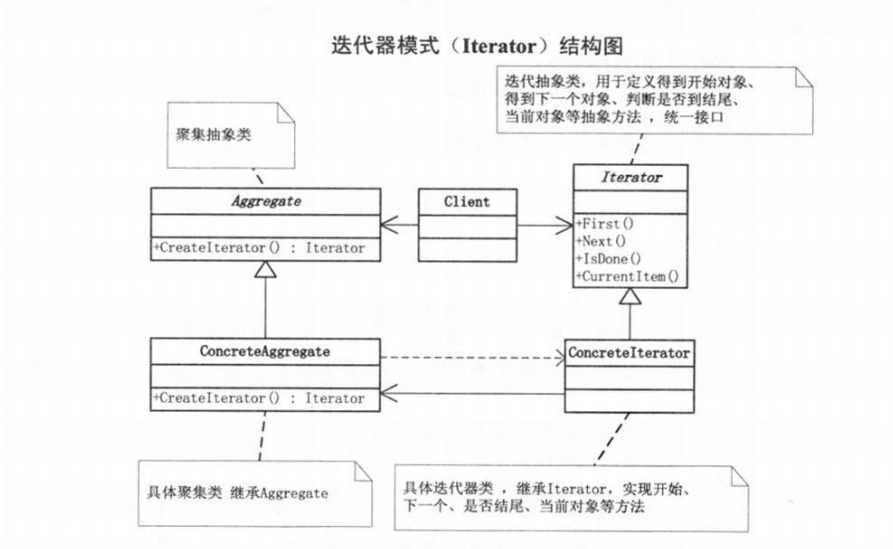 迭代器模式（Iterator）结构图
迭代抽象类，用于定义得到开始对象、
得到下一个对象、判断是否到结尾、
当前对象等抽象方法 ，统一接口
聚集抽象类
Aggregate
+CreateIterator() : Iterator
Client
Iterator
+First()
+Next()
+IsDone()
+CurrentItem()
ConcreteAggregate
+CreateIterator() : Iterator
ConcreteIterator
具体聚集类 继承Aggregate
具体迭代器类 ，继承Iterator，实现开始、
下一个、是否结尾、当前对象等方法